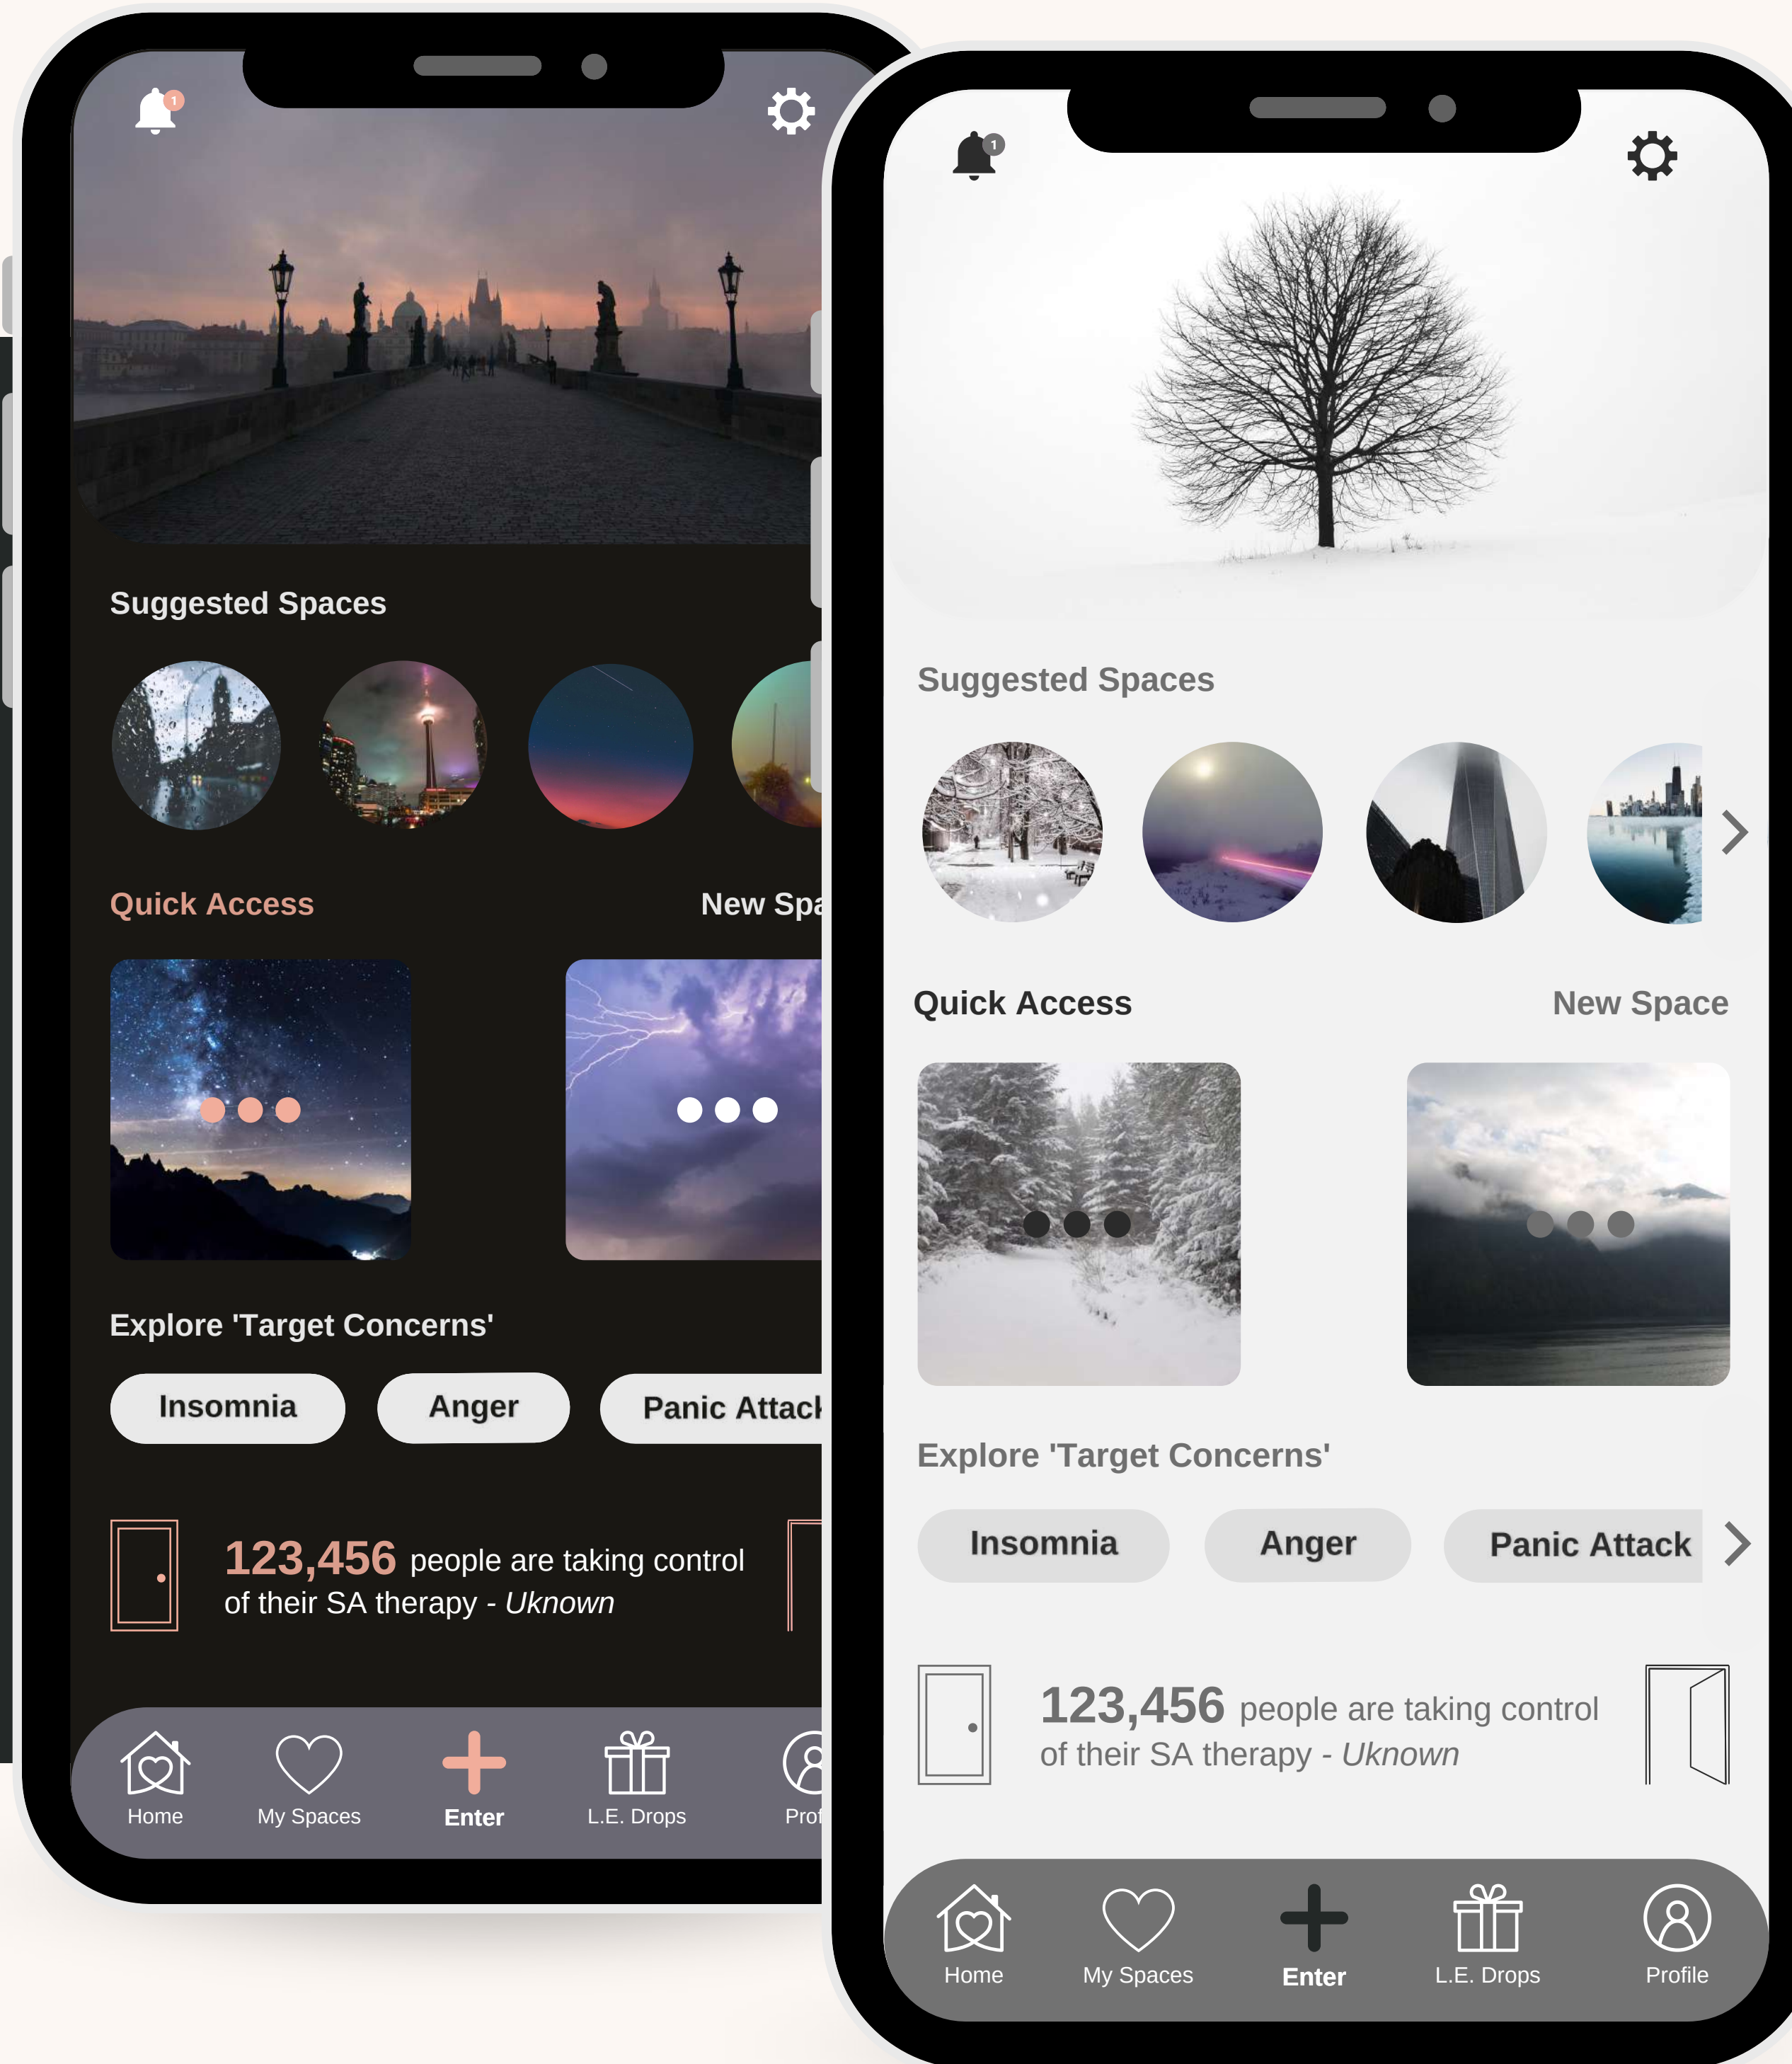 1
Suggested Spaces
Quick Access
New Spa
Explore 'Target Concerns'
Insomnia
Anger
Panic Attack
123,456 people are taking control
of their SA therapy - Uknown
Home
My Spaces
Enter
L.E. Drops
Prof
1
Suggested Spaces
Quick Access
New Space
Explore 'Target Concerns'
Insomnia
Anger
Panic Attack
123,456 people are taking control
of their SA therapy - Uknown
Home
My Spaces
Enter
L.E. Drops
Profile